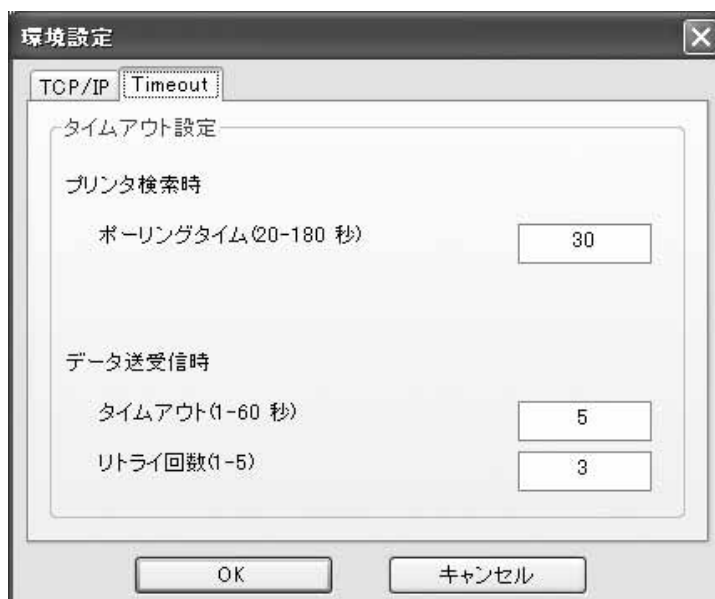 環境設定
TCP/IP Timeout
タイムアウト設定
プリンタ検索時
ポーリングタイム(20-180 秒) 30
データ送受信時
タイムアウト(1-60 秒) 5
リトライ回数(1-5) 3
OK キャンセル